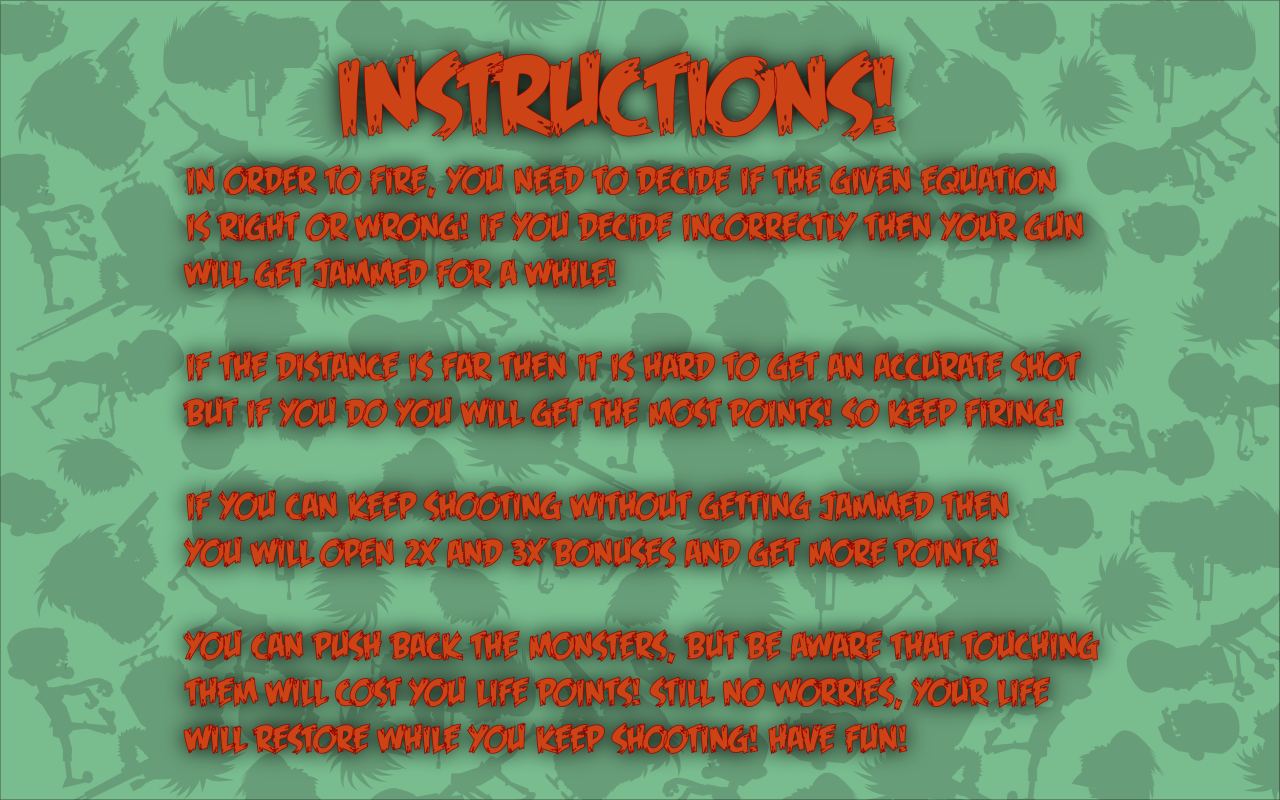 INSTRUCTIONS!
IN ORDER TO FIRE, YOU NEED TO DECIDE IF THE GIVEN EQUATION
IS RIGHT OR WRONG! IF YOU DECIDE INCORRECTLY THEN YOUR GUN
WILL GET JAMMED FOR A WHILE!
IF THE DISTANCE IS FAR THEN IT IS HARD TO GET AN ACCURATE SHOT
BUT IF YOU DO YOU WILL GET THE MOST POINTS! SO KEEP FIRING!
IF YOU CAN KEEP SHOOTING WITHOUT GETTING JAMMED THEN
YOU WILL OPEN 2X AND 3X BONUSES AND GET MORE POINTS!
YOU CAN PUSH BACK THE MONSTERS, BUT BE AWARE THAT TOUCHING
THEM WILL COST YOU LIFE POINTS! STILL NO WORRIES, YOUR LIFE
WILL RESTORE WHILE YOU KEEP SHOOTING! HAVE FUN!